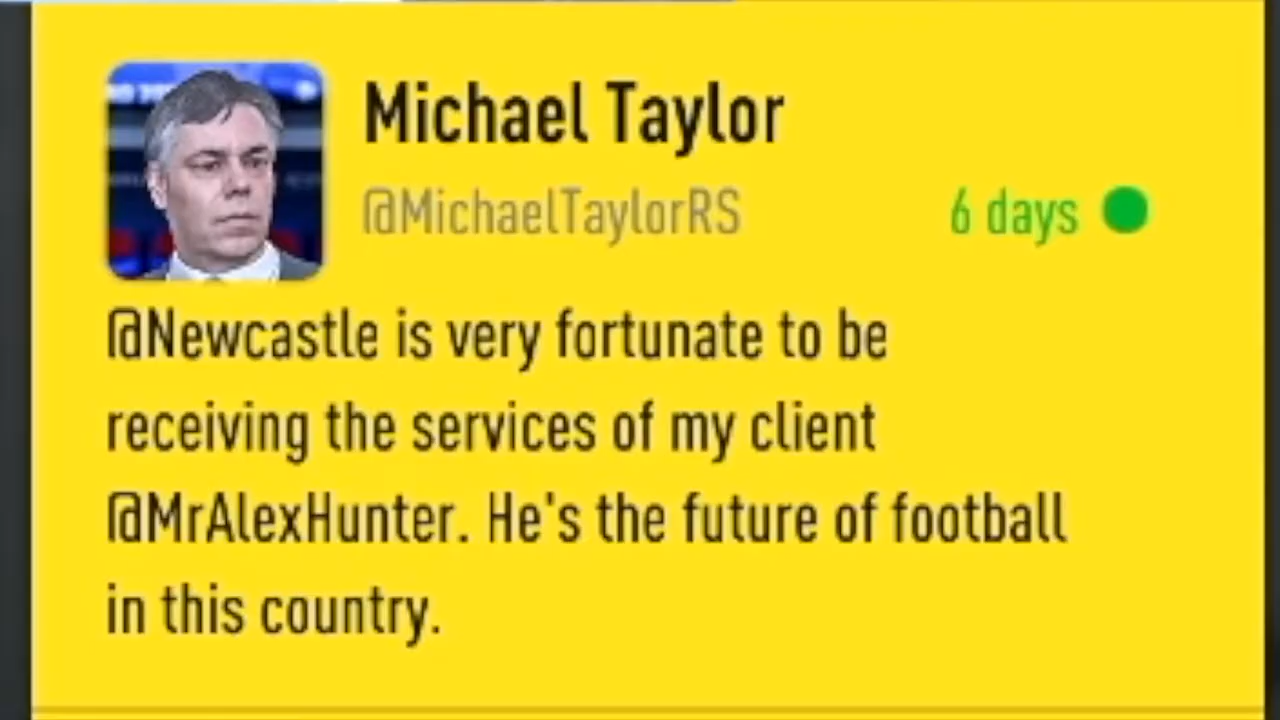 Michael Taylor
@MichaelTaylorRS
6 days
@Newcastle is very fortunate to be
receiving the services of my client
@MrAlexHunter. He's the future of football
in this country.